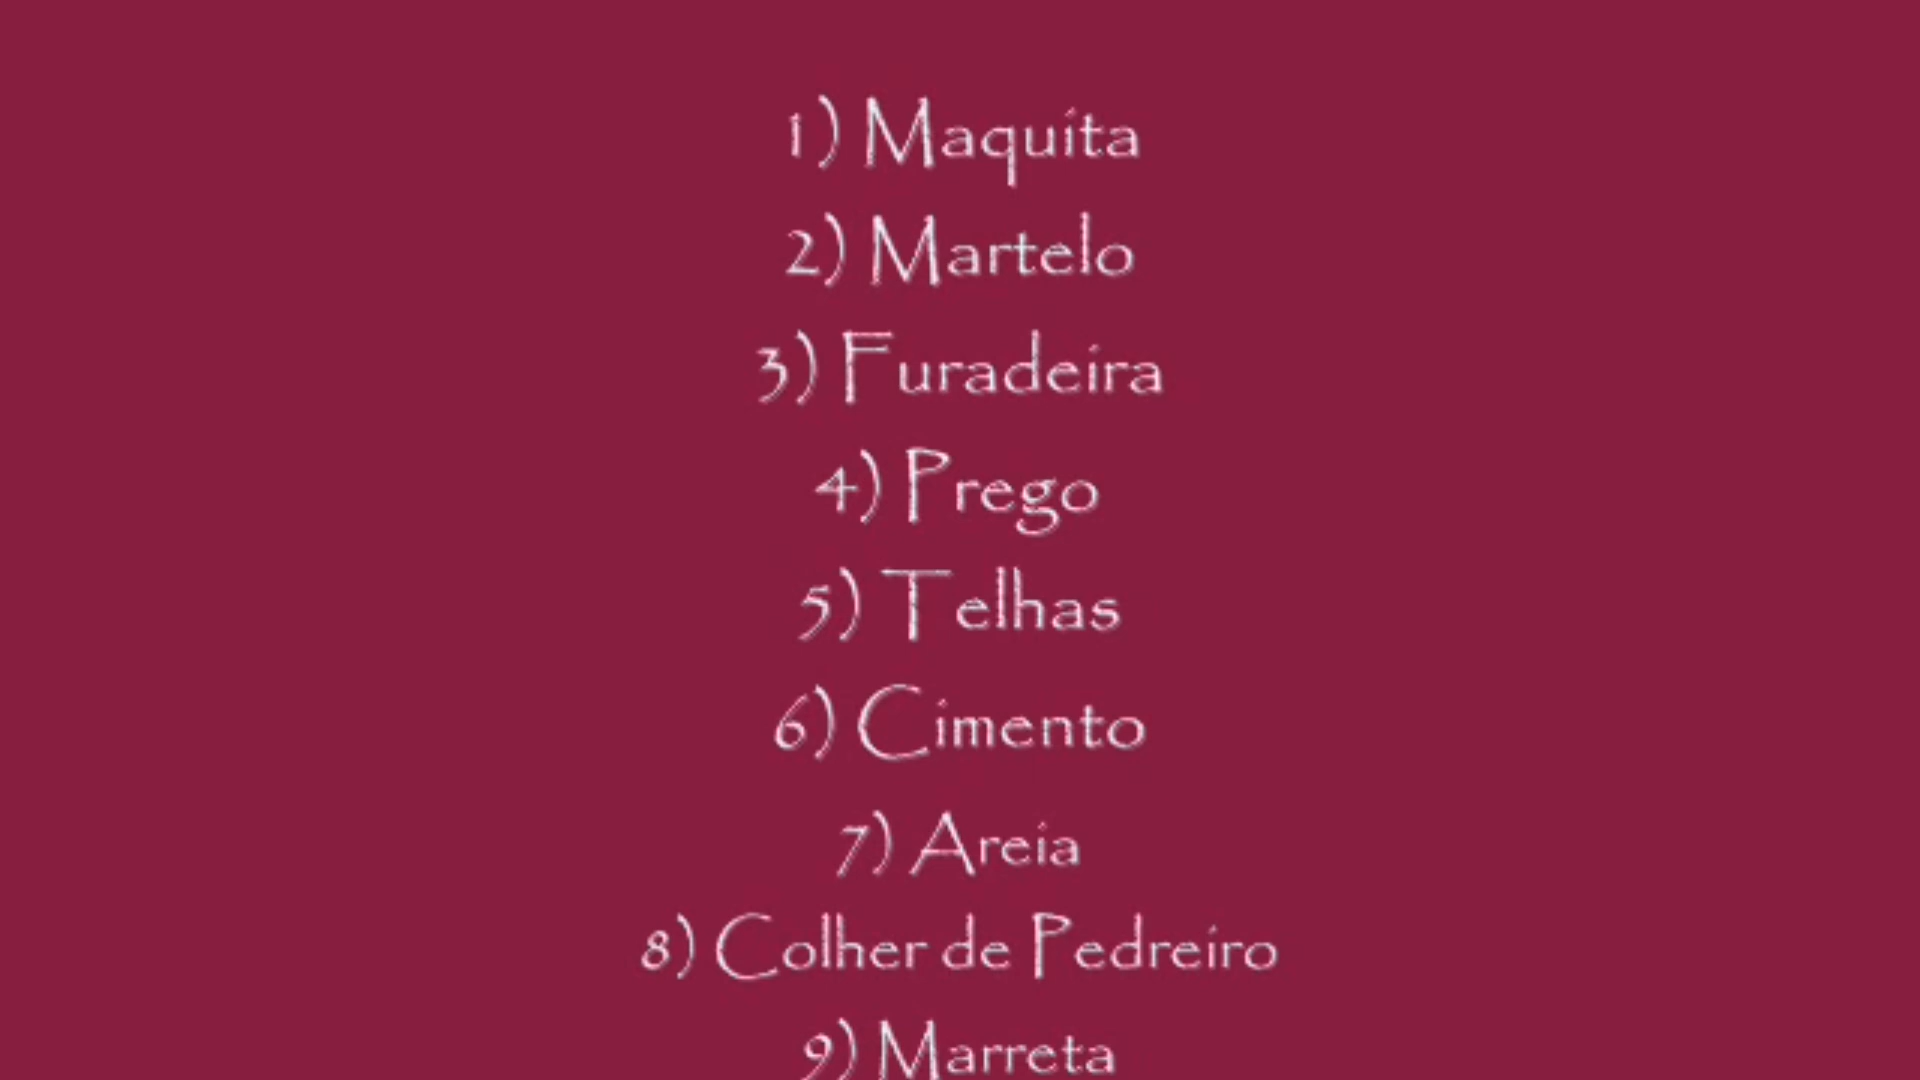 1) Maquita
2) Martelo
3) Furadeira
4) Prego
5) Telhas
6) Cimento
7) Areia
8) Colher de Pedreiro
9) Marreta